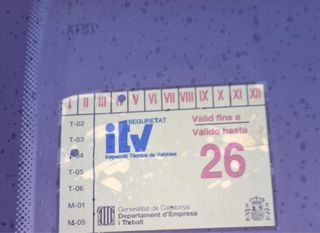 AISI
I II III IV V VI VII VIII IX X XI XII
SEGURETAT
T-02
itv
Vàlid fins a
Válido hasta
T-04
Inspecció Tècnica de Vehicles
26
T-05
T-06
M-01
Generalitat de Catalunya
Departament d'Empresa
i Treball
M-05